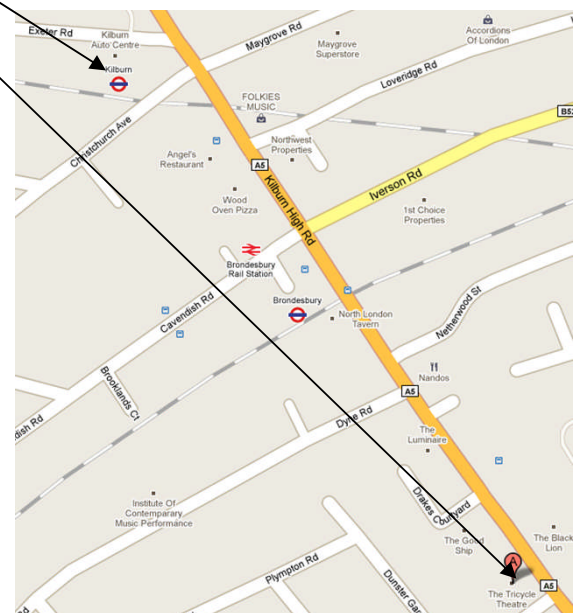 Exeter Rd
Kilburn
Auto Centre
Kilburn
Maygrove Rd
Maygrove
Superstore
Accordions
Of London
Loveridge Rd
FOLKIES
MUSIC
Christchurch Ave
Angel's
Restaurant
Northwest
Properties
A5
Kilburn High Rd
Iverson Rd
Wood
Oven Pizza
1st Choice
Properties
Brondesbury
Rail Station
Brondesbury
Cavendish Rd
North London
Tavern
Netherwood St
Nandos
A5
Brooklands Ct
dish Rd
Dyne Rd
The
Luminaire
Drakes Courtyard
Institute Of
Contemporary
Music Performance
The Good
Ship
The Black
Lion
Plympton Rd
A
The Tricycle
Theatre
A5